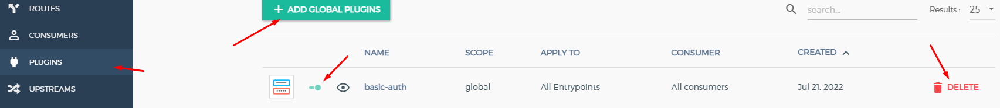 ROUTES
CONSUMERS
PLUGINS
UPSTREAMS
+ ADD GLOBAL PLUGINS
search...
Results : 25
NAME SCOPE APPLY TO CONSUMER CREATED
basic-auth global All Entrypoints All consumers Jul 21, 2022 DELETE